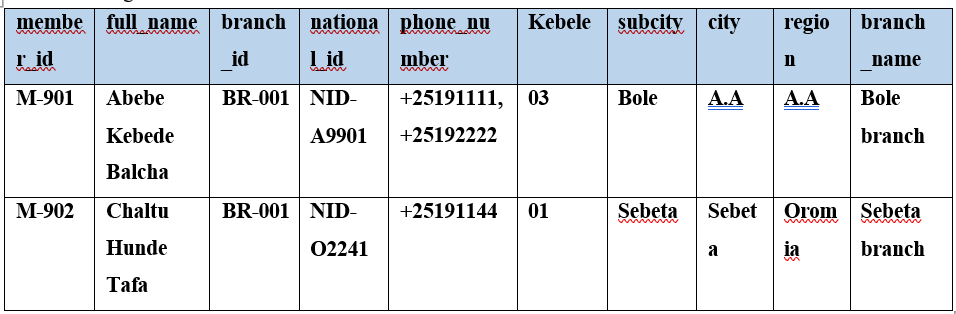 member_id full_name branch_id national_id phone_number Kebele subcity city region branch_name
M-901 Abebe Kebede Balcha BR-001 NID-A9901 +25191111, +25192222 03 Bole A.A A.A Bole branch
M-902 Chaltu Hunde Tafa BR-001 NID-O2241 +25191144 01 Sebeta Sebeta Oromia Sebeta branch